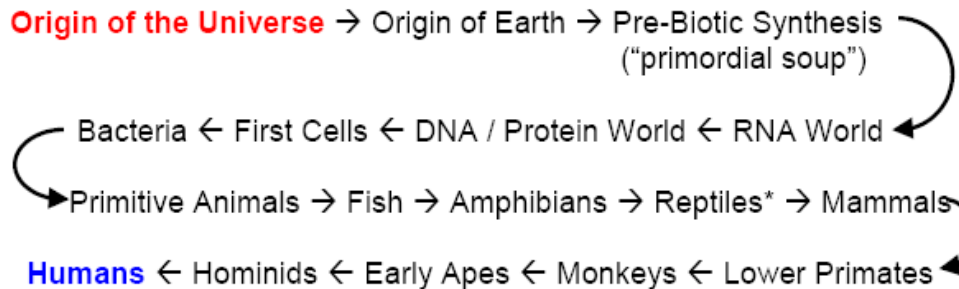 Origin of the Universe → Origin of Earth → Pre-Biotic Synthesis
("primordial soup")
Bacteria ← First Cells ← DNA / Protein World ← RNA World
Primitive Animals → Fish → Amphibians → Reptiles* → Mammals
Humans ← Hominids ← Early Apes ← Monkeys ← Lower Primates